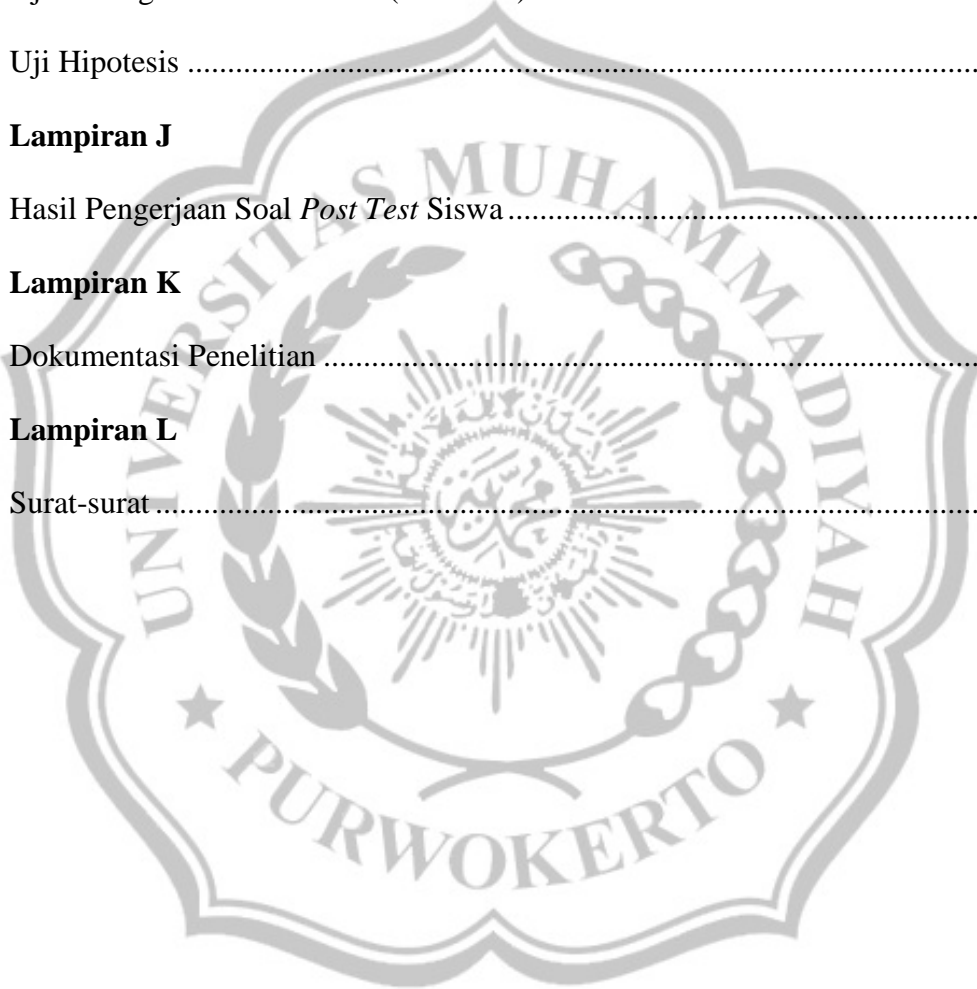 Uji Hipotesis ....................................................................................................
Lampiran J
Hasil Pengerjaan Soal Post Test Siswa ...........................................................
Lampiran K
Dokumentasi Penelitian ..................................................................................
Lampiran L
Surat-surat .......................................................................................................
UNIVERSITAS MUHAMMADIYAH
PURWOKERTO